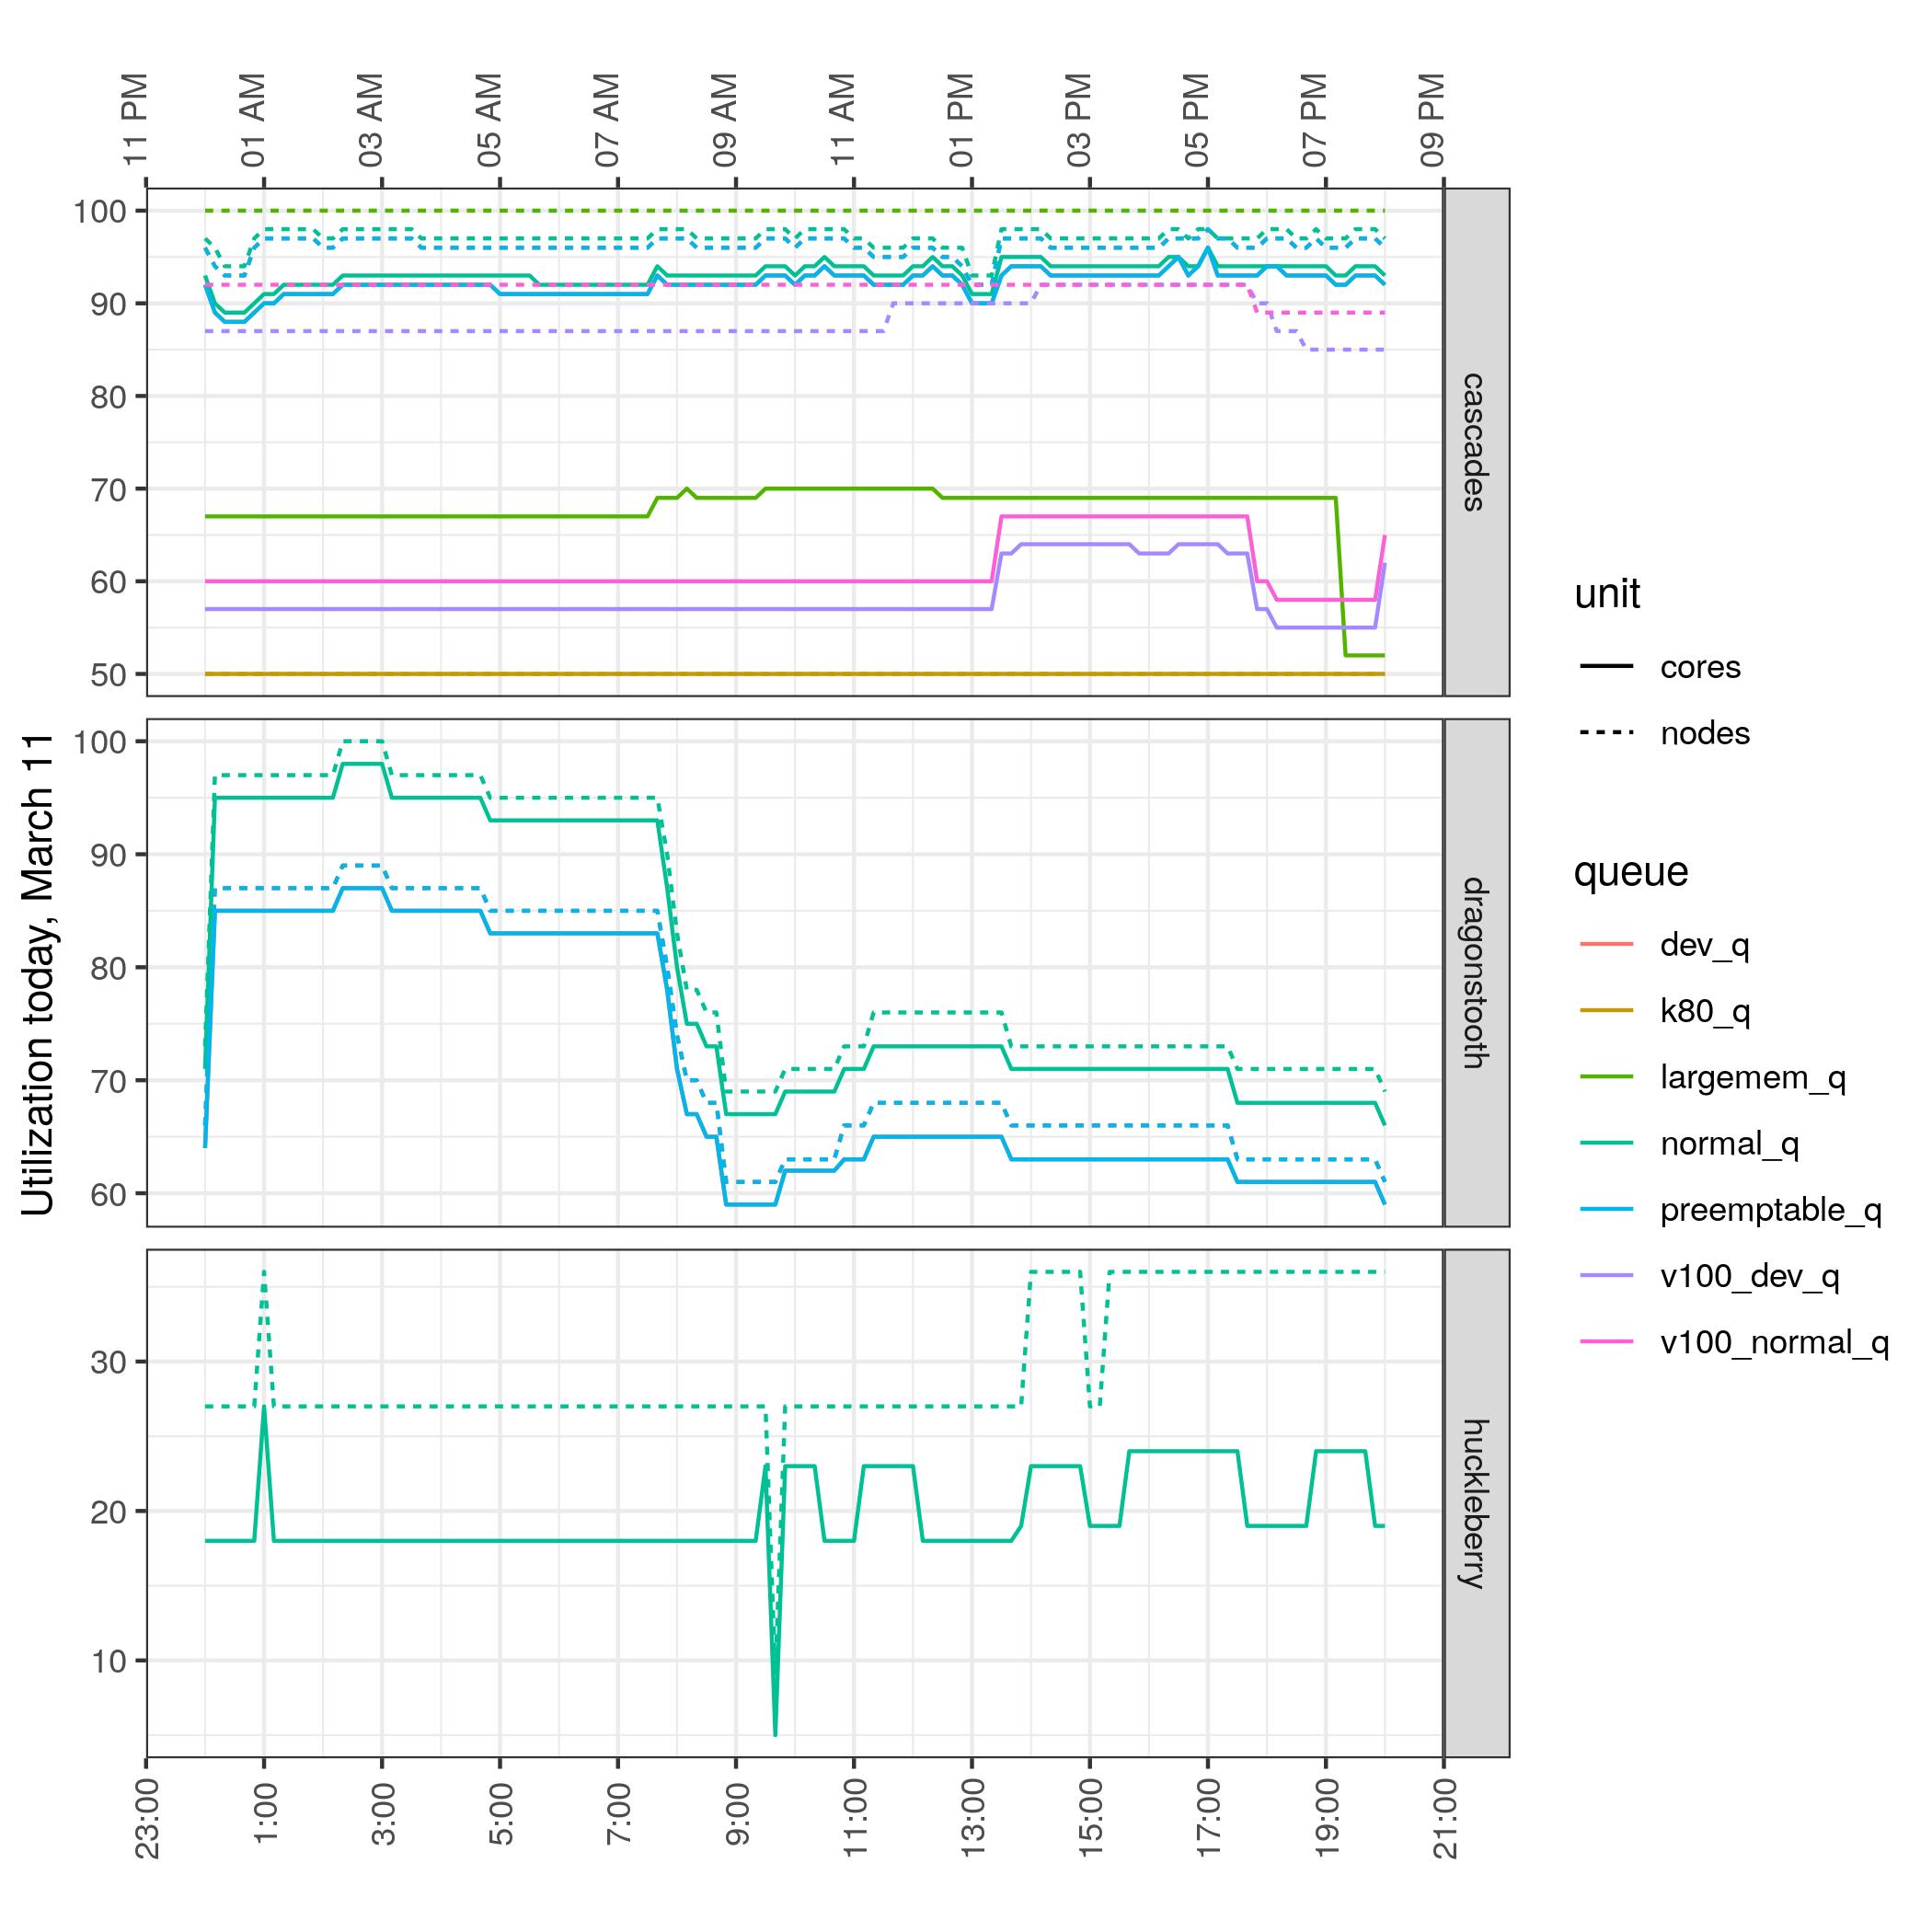 11 PM
01 AM
03 AM
05 AM
07 AM
09 AM
11 AM
01 PM
03 PM
05 PM
07 PM
09 PM
Utilization today, March 11
100
90
80
70
60
50
cascades
100
90
80
70
60
dragonstooth
30
20
10
huckleberry
23:00
1:00
3:00
5:00
7:00
9:00
11:00
13:00
15:00
17:00
19:00
21:00
unit
cores
nodes
queue
dev_q
k80_q
largemem_q
normal_q
preemptable_q
v100_dev_q
v100_normal_q